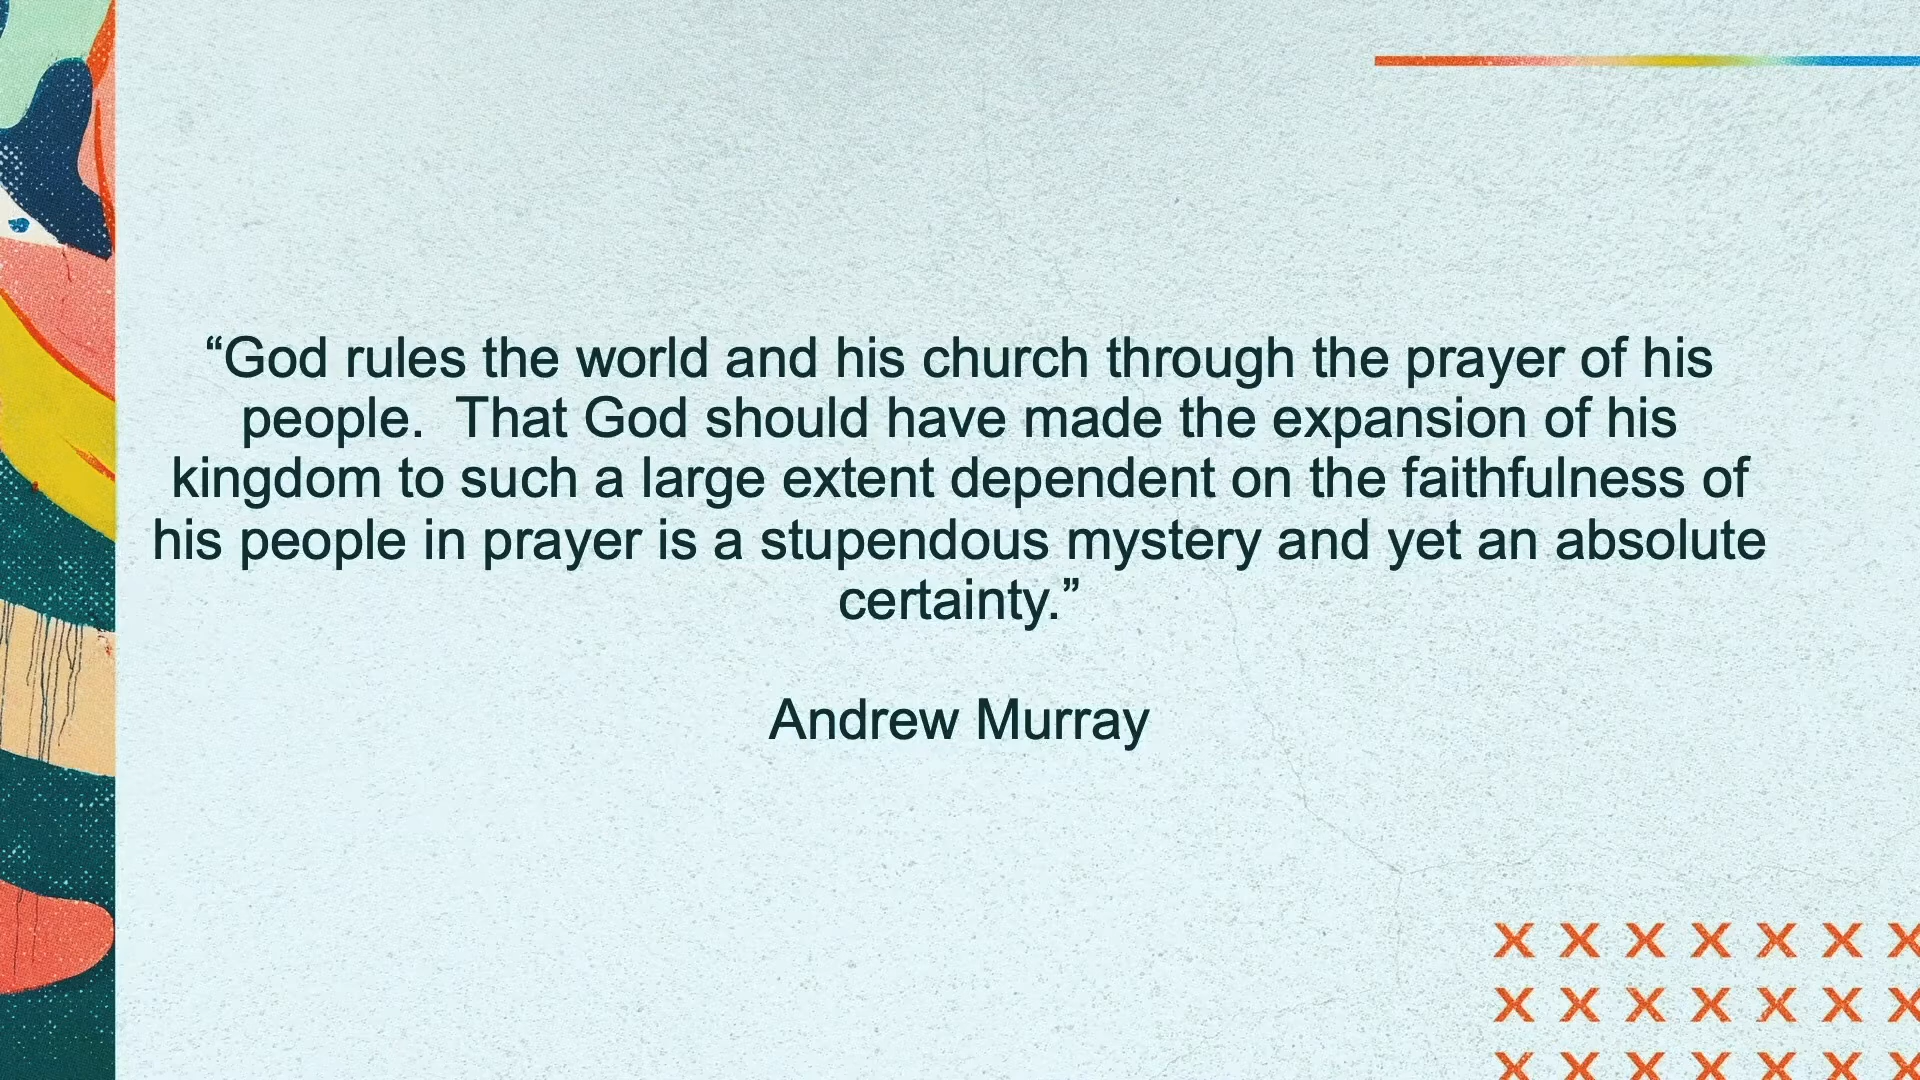 “God rules the world and his church through the prayer of his
people.  That God should have made the expansion of his
kingdom to such a large extent dependent on the faithfulness of
his people in prayer is a stupendous mystery and yet an absolute
certainty.”
Andrew Murray